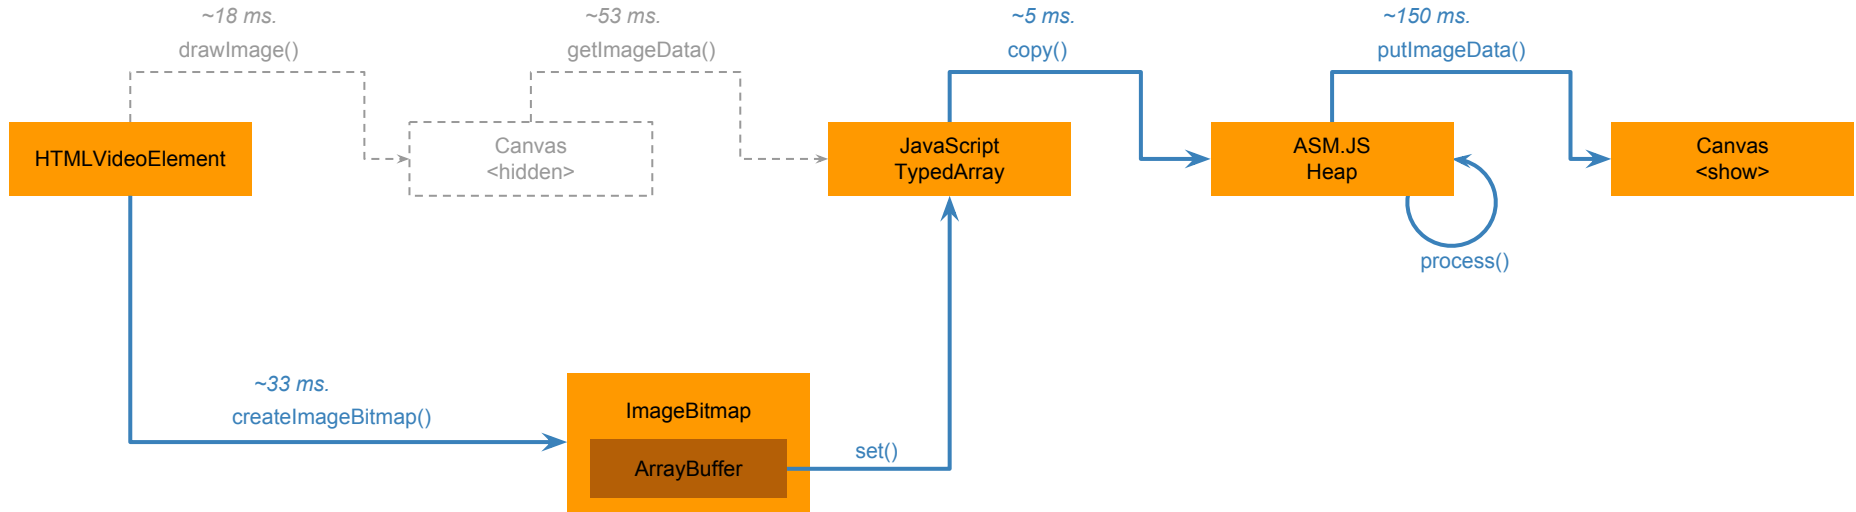 ~18 ms.
drawImage()
~53 ms.
getImageData()
~5 ms.
copy()
~150 ms.
putImageData()
HTMLVideoElement
Canvas
<hidden>
JavaScript
TypedArray
ASM.JS
Heap
Canvas
<show>
process()
~33 ms.
createImageBitmap()
ImageBitmap
ArrayBuffer
set()